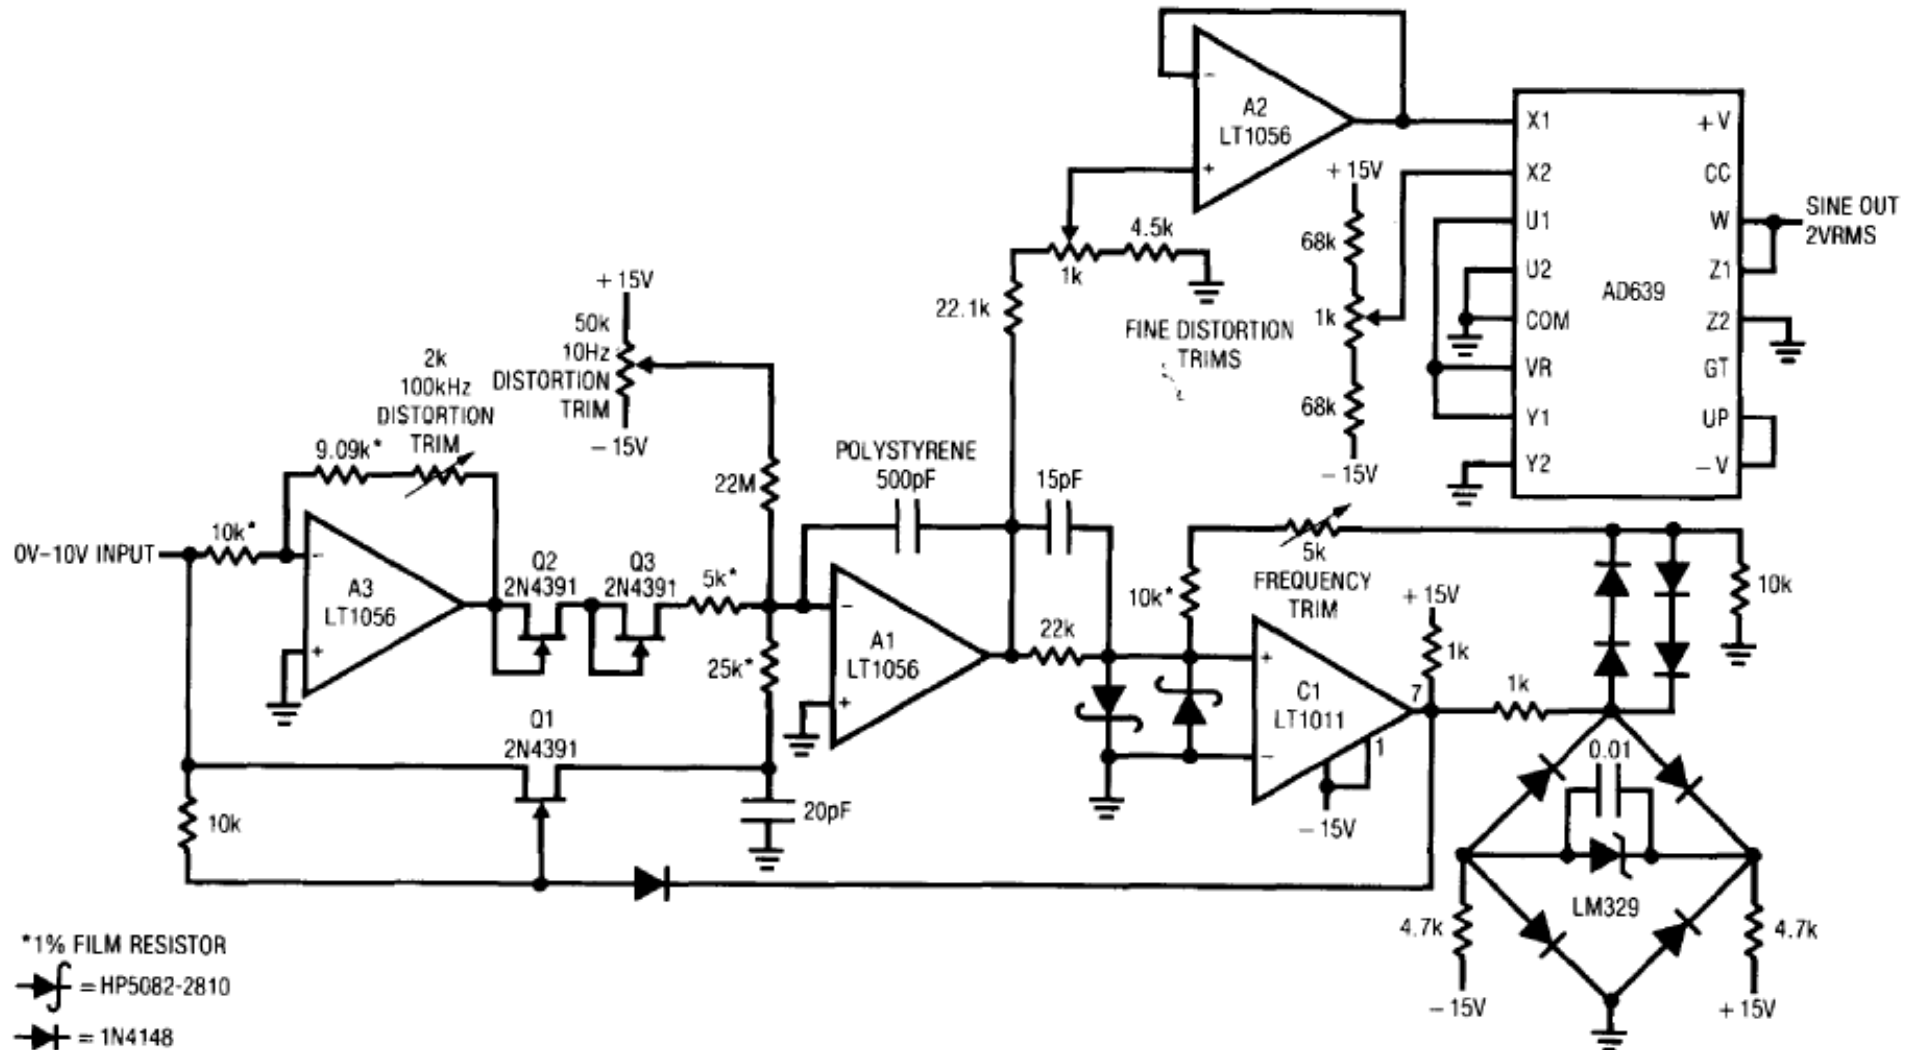 A2
LT1056
-
+
X1
X2
U1
U2
COM
VR
Y1
Y2
AD639
+V
CC
W
Z1
Z2
GT
UP
-V
SINE OUT
2VRMS
+15V
68k
1k
68k
-15V
4.5k
1k
22.1k
FINE DISTORTION
TRIMS
+15V
50k
10Hz
DISTORTION
TRIM
-15V
2k
100kHz
DISTORTION
TRIM
9.09k*
22M
POLYSTYRENE
500pF
15pF
0V-10V INPUT
10k*
-
+
A3
LT1056
Q2
2N4391
Q3
2N4391
5k*
25k*
-
+
A1
LT1056
22k
10k*
5k
FREQUENCY
TRIM
+15V
1k
10k
+
-
C1
LT1011
7
1
-15V
1k
Q1
2N4391
20pF
10k
0.01
LM329
4.7k
-15V
4.7k
+15V
*1% FILM RESISTOR
= HP5082-2810
= 1N4148